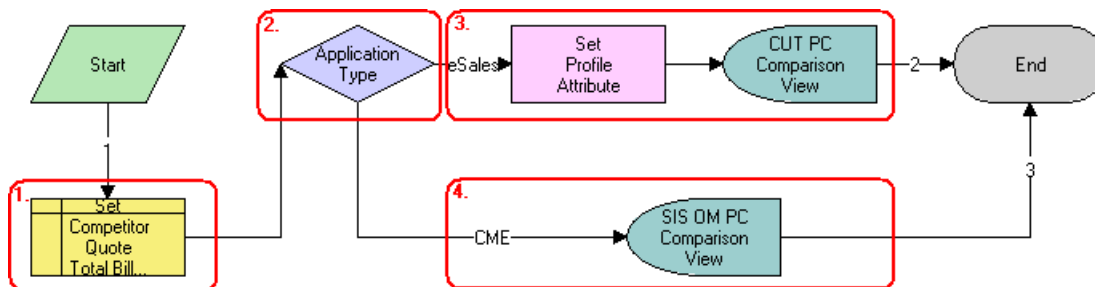 Start
1
1.
Set
Competitor
Quote
Total Bill...
2.
Application
Type
eSales
3.
Set
Profile
Attribute
CUT PC
Comparison
View
2
End
CME
4.
SIS OM PC
Comparison
View
3